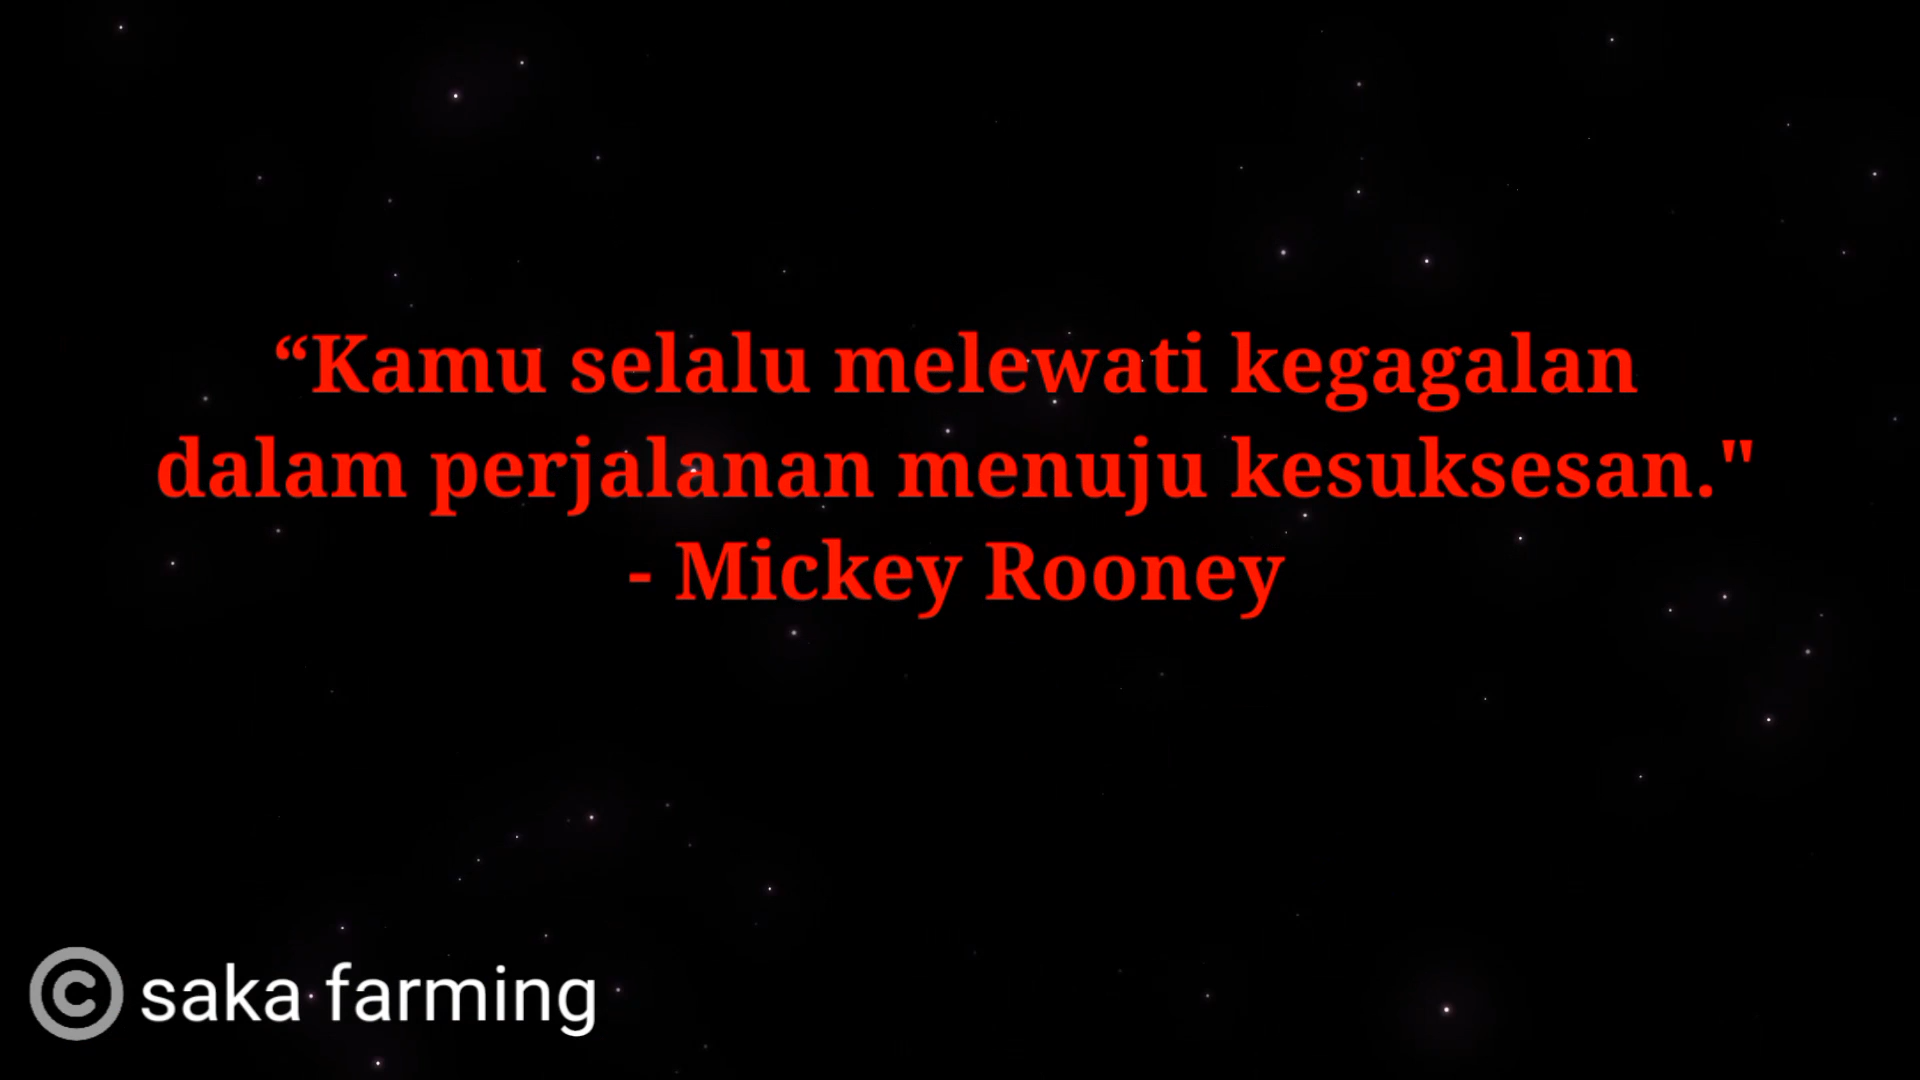 “Kamu selalu melewati kegagalan
dalam perjalanan menuju kesuksesan."
- Mickey Rooney
© saka farming